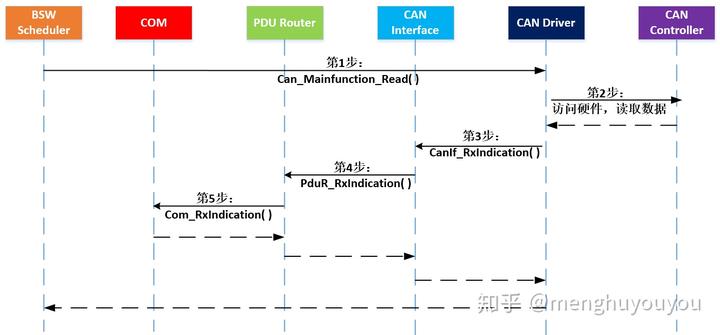 BSW
Scheduler
COM
PDU Router
CAN
Interface
CAN Driver
CAN
Controller
第1步：
Can_Mainfunction_Read( )
第2步：
访问硬件，读取数据
第3步：
CanIf_RxIndication( )
第4步：
PduR_RxIndication( )
第5步：
Com_RxIndication( )
知乎 @menghuyouyou